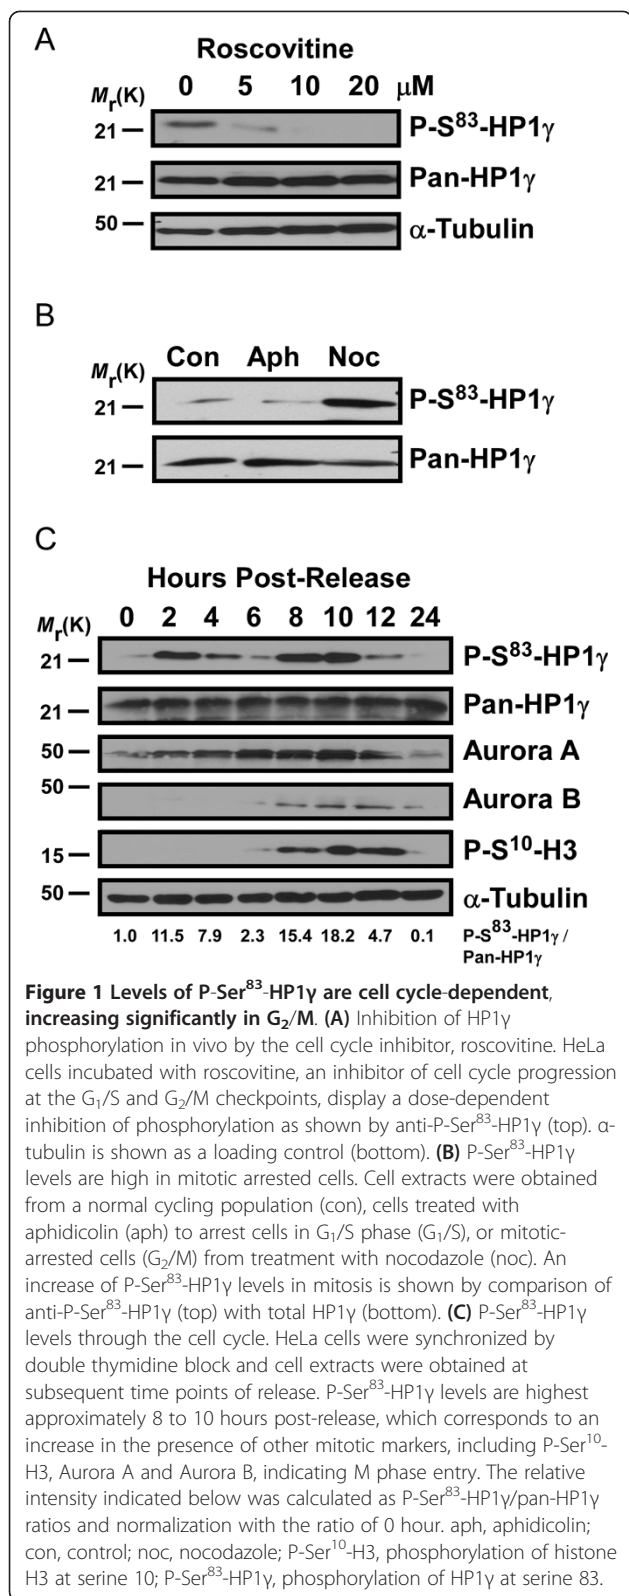 A
Roscovitine
0 5 10 20 μM
Mr(K)
21 P-S⁸³-HP1γ
21 Pan-HP1γ
50 α-Tubulin
B
Con Aph Noc
Mr(K)
21 P-S⁸³-HP1γ
21 Pan-HP1γ
C
Hours Post-Release
0 2 4 6 8 10 12 24
Mr(K)
21 P-S⁸³-HP1γ
21 Pan-HP1γ
50 Aurora A
50 Aurora B
15 P-S¹⁰-H3
50 α-Tubulin
1.0 11.5 7.9 2.3 15.4 18.2 4.7 0.1 P-S⁸³-HP1γ /
Pan-HP1γ
Figure 1 Levels of P-Ser⁸³-HP1γ are cell cycle-dependent,
increasing significantly in G₂/M. (A) Inhibition of HP1γ
phosphorylation in vivo by the cell cycle inhibitor, roscovitine. HeLa
cells incubated with roscovitine, an inhibitor of cell cycle progression
at the G₁/S and G₂/M checkpoints, display a dose-dependent
inhibition of phosphorylation as shown by anti-P-Ser⁸³-HP1γ (top). α-
tubulin is shown as a loading control (bottom). (B) P-Ser⁸³-HP1γ
levels are high in mitotic arrested cells. Cell extracts were obtained
from a normal cycling population (con), cells treated with
aphidicolin (aph) to arrest cells in G₁/S phase (G₁/S), or mitotic-
arrested cells (G₂/M) from treatment with nocodazole (noc). An
increase of P-Ser⁸³-HP1γ levels in mitosis is shown by comparison of
anti-P-Ser⁸³-HP1γ (top) with total HP1γ (bottom). (C) P-Ser⁸³-HP1γ
levels through the cell cycle. HeLa cells were synchronized by
double thymidine block and cell extracts were obtained at
subsequent time points of release. P-Ser⁸³-HP1γ levels are highest
approximately 8 to 10 hours post-release, which corresponds to an
increase in the presence of other mitotic markers, including P-Ser¹⁰-
H3, Aurora A and Aurora B, indicating M phase entry. The relative
intensity indicated below was calculated as P-Ser⁸³-HP1γ/pan-HP1γ
ratios and normalization with the ratio of 0 hour. aph, aphidicolin;
con, control; noc, nocodazole; P-Ser¹⁰-H3, phosphorylation of histone
H3 at serine 10; P-Ser⁸³-HP1γ, phosphorylation of HP1γ at serine 83.